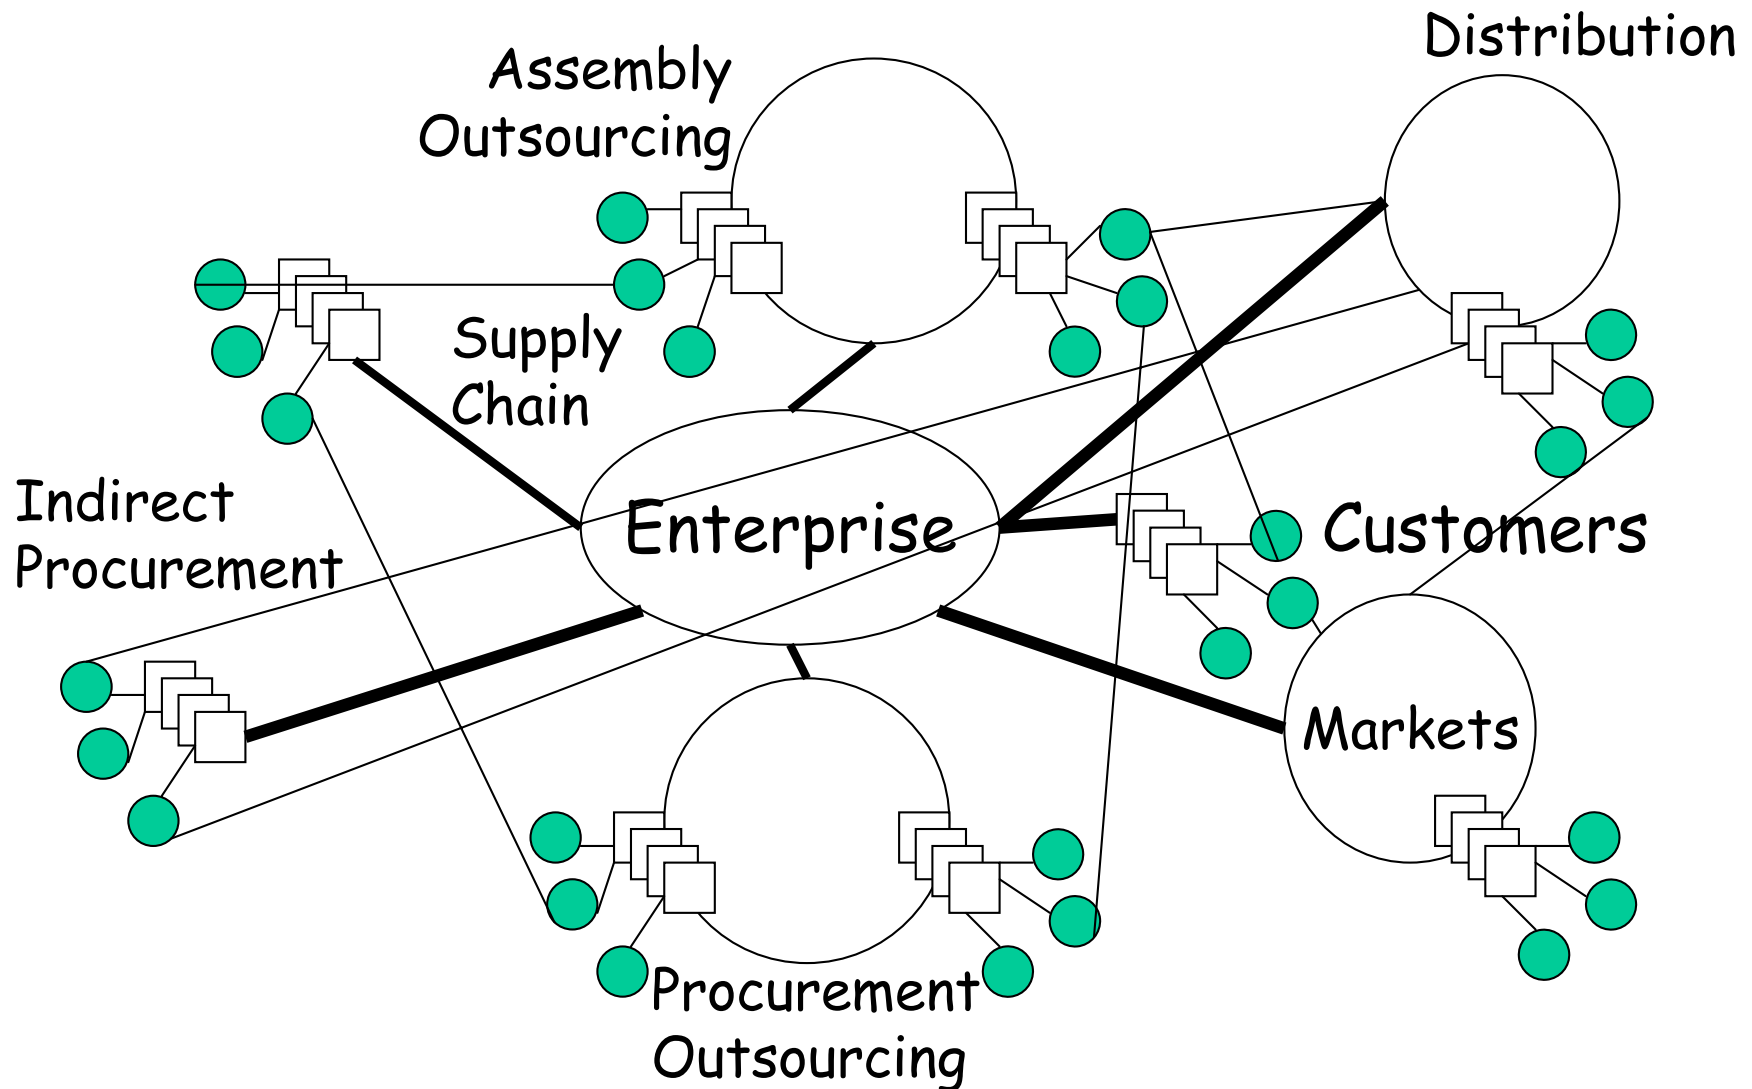 Distribution
Assembly
Outsourcing
Supply
Chain
Indirect
Procurement
Enterprise
Customers
Markets
Procurement
Outsourcing